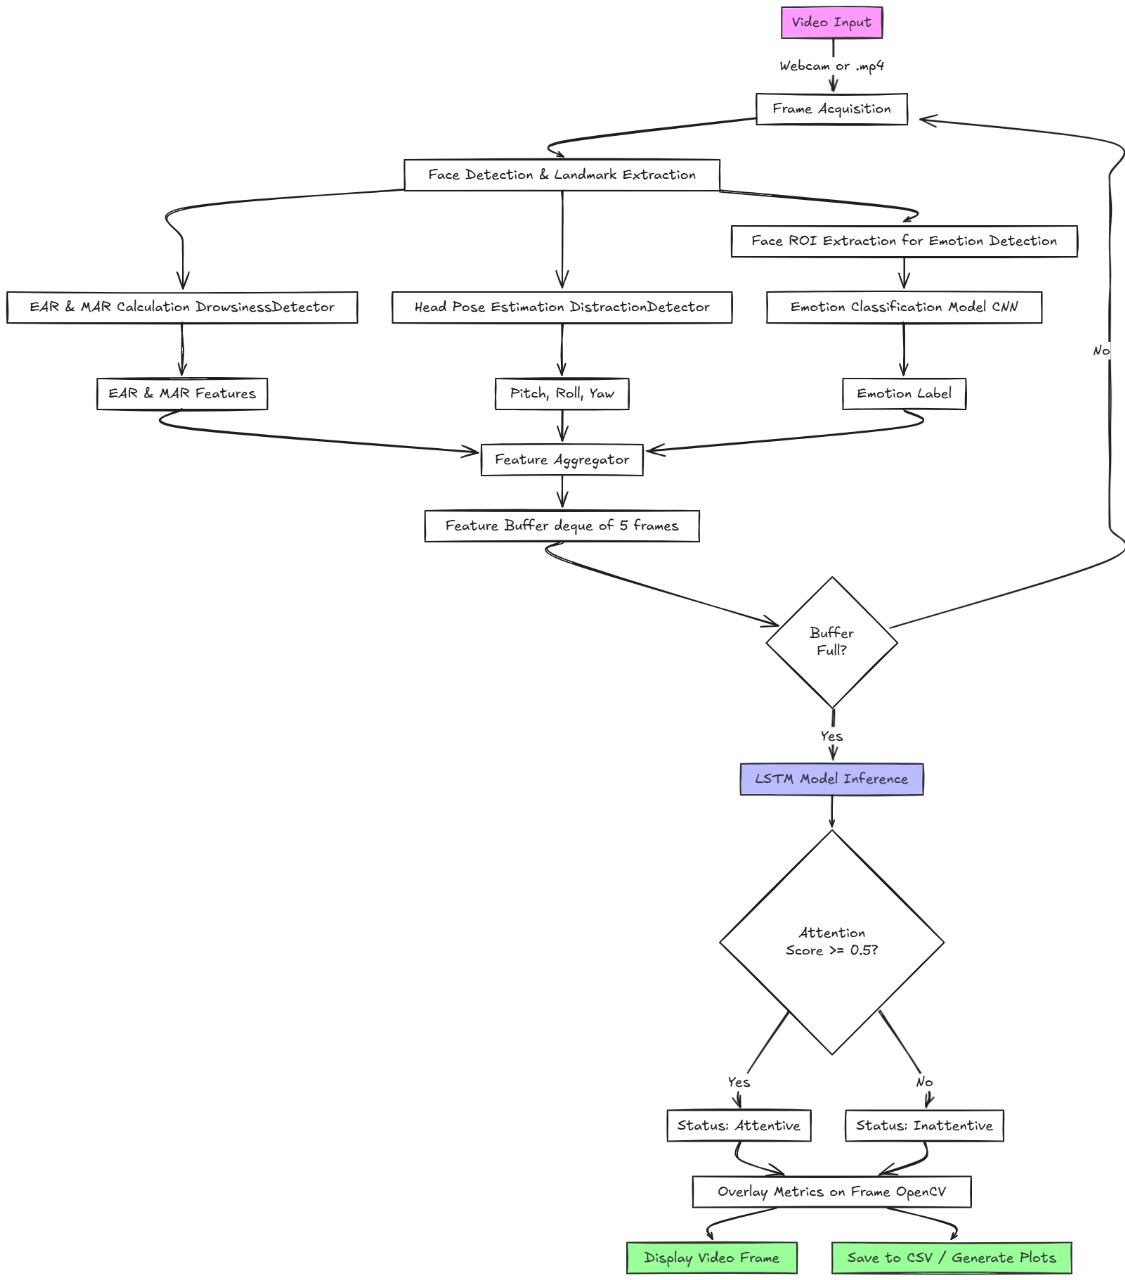 Video Input
Webcam or .mp4
Frame Acquisition
Face Detection & Landmark Extraction
Face ROI Extraction for Emotion Detection
EAR & MAR Calculation DrowsinessDetector
Head Pose Estimation DistractionDetector
Emotion Classification Model CNN
No
EAR & MAR Features
Pitch, Roll, Yaw
Emotion Label
Feature Aggregator
Feature Buffer deque of 5 frames
Buffer
Full?
Yes
LSTM Model Inference
Attention
Score >= 0.5?
Yes
No
Status: Attentive
Status: Inattentive
Overlay Metrics on Frame OpenCV
Display Video Frame
Save to CSV / Generate Plots